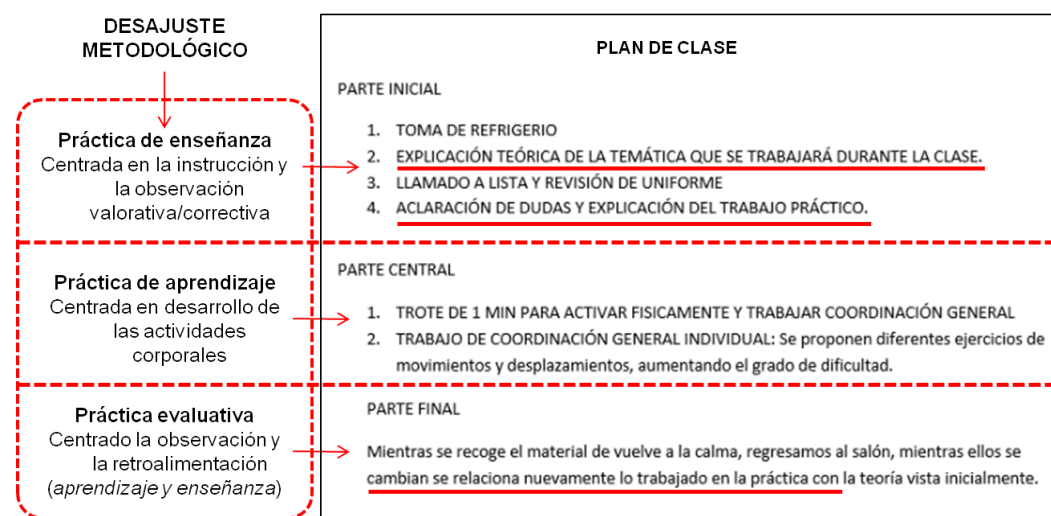 DESAJUSTE
METODOLÓGICO
Práctica de enseñanza
Centrada en la instrucción y
la observación
valorativa/correctiva
Práctica de aprendizaje
Centrada en desarrollo de
las actividades
corporales
Práctica evaluativa
Centrado la observación y
la retroalimentación
(aprendizaje y enseñanza)
PLAN DE CLASE
PARTE INICIAL
1. TOMA DE REFRIGERIO
2. EXPLICACIÓN TEÓRICA DE LA TEMÁTICA QUE SE TRABAJARÁ DURANTE LA CLASE.
3. LLAMADO A LISTA Y REVISIÓN DE UNIFORME
4. ACLARACIÓN DE DUDAS Y EXPLICACIÓN DEL TRABAJO PRÁCTICO.
PARTE CENTRAL
1. TROTE DE 1 MIN PARA ACTIVAR FISICAMENTE Y TRABAJAR COORDINACIÓN GENERAL
2. TRABAJO DE COORDINACIÓN GENERAL INDIVIDUAL: Se proponen diferentes ejercicios de
movimientos y desplazamientos, aumentando el grado de dificultad.
PARTE FINAL
Mientras se recoge el material de vuelve a la calma, regresamos al salón, mientras ellos se
cambian se relaciona nuevamente lo trabajado en la práctica con la teoría vista inicialmente.